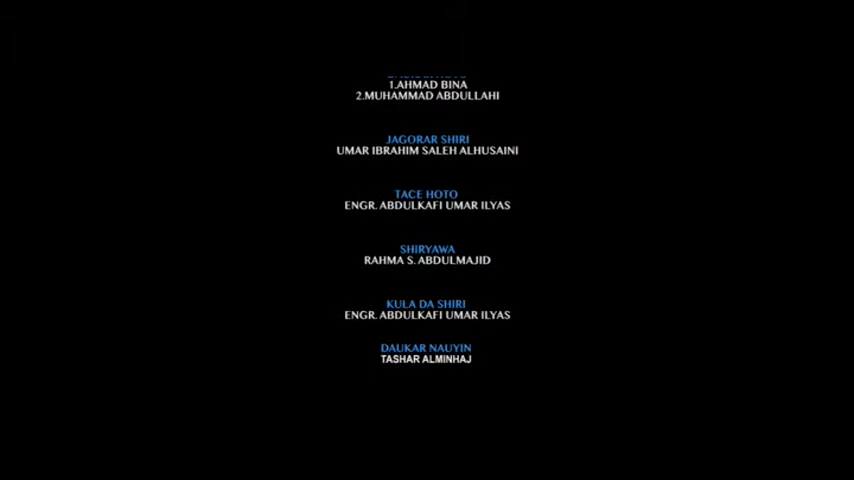 1.AHMAD BINA
2.MUHAMMAD ABDULLAHI
JAGORAR SHIRI
UMAR IBRAHIM SALEH ALHUSAINI
TACE HOTO
ENGR. ABDULKAFI UMAR ILYAS
SHIRYAWA
RAHMA S. ABDULMAJID
KULA DA SHIRI
ENGR. ABDULKAFI UMAR ILYAS
DAUKAR NAUYIN
TASHAR ALMINHAJ